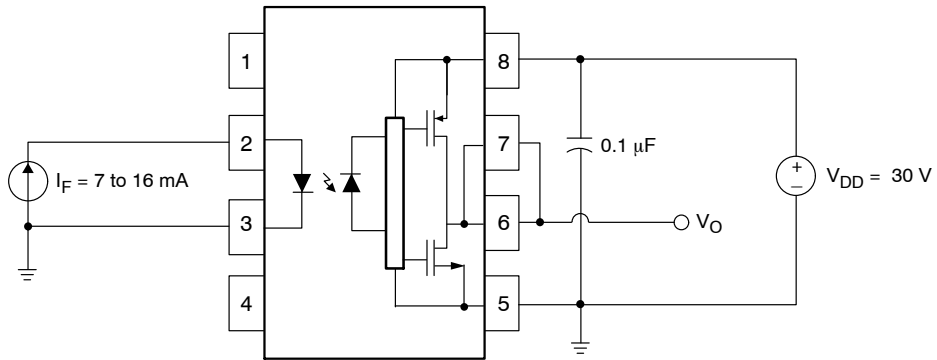 1
8
2
7
0.1 μF
I_F = 7 to 16 mA
+
–
V_DD = 30 V
3
6
V_O
4
5